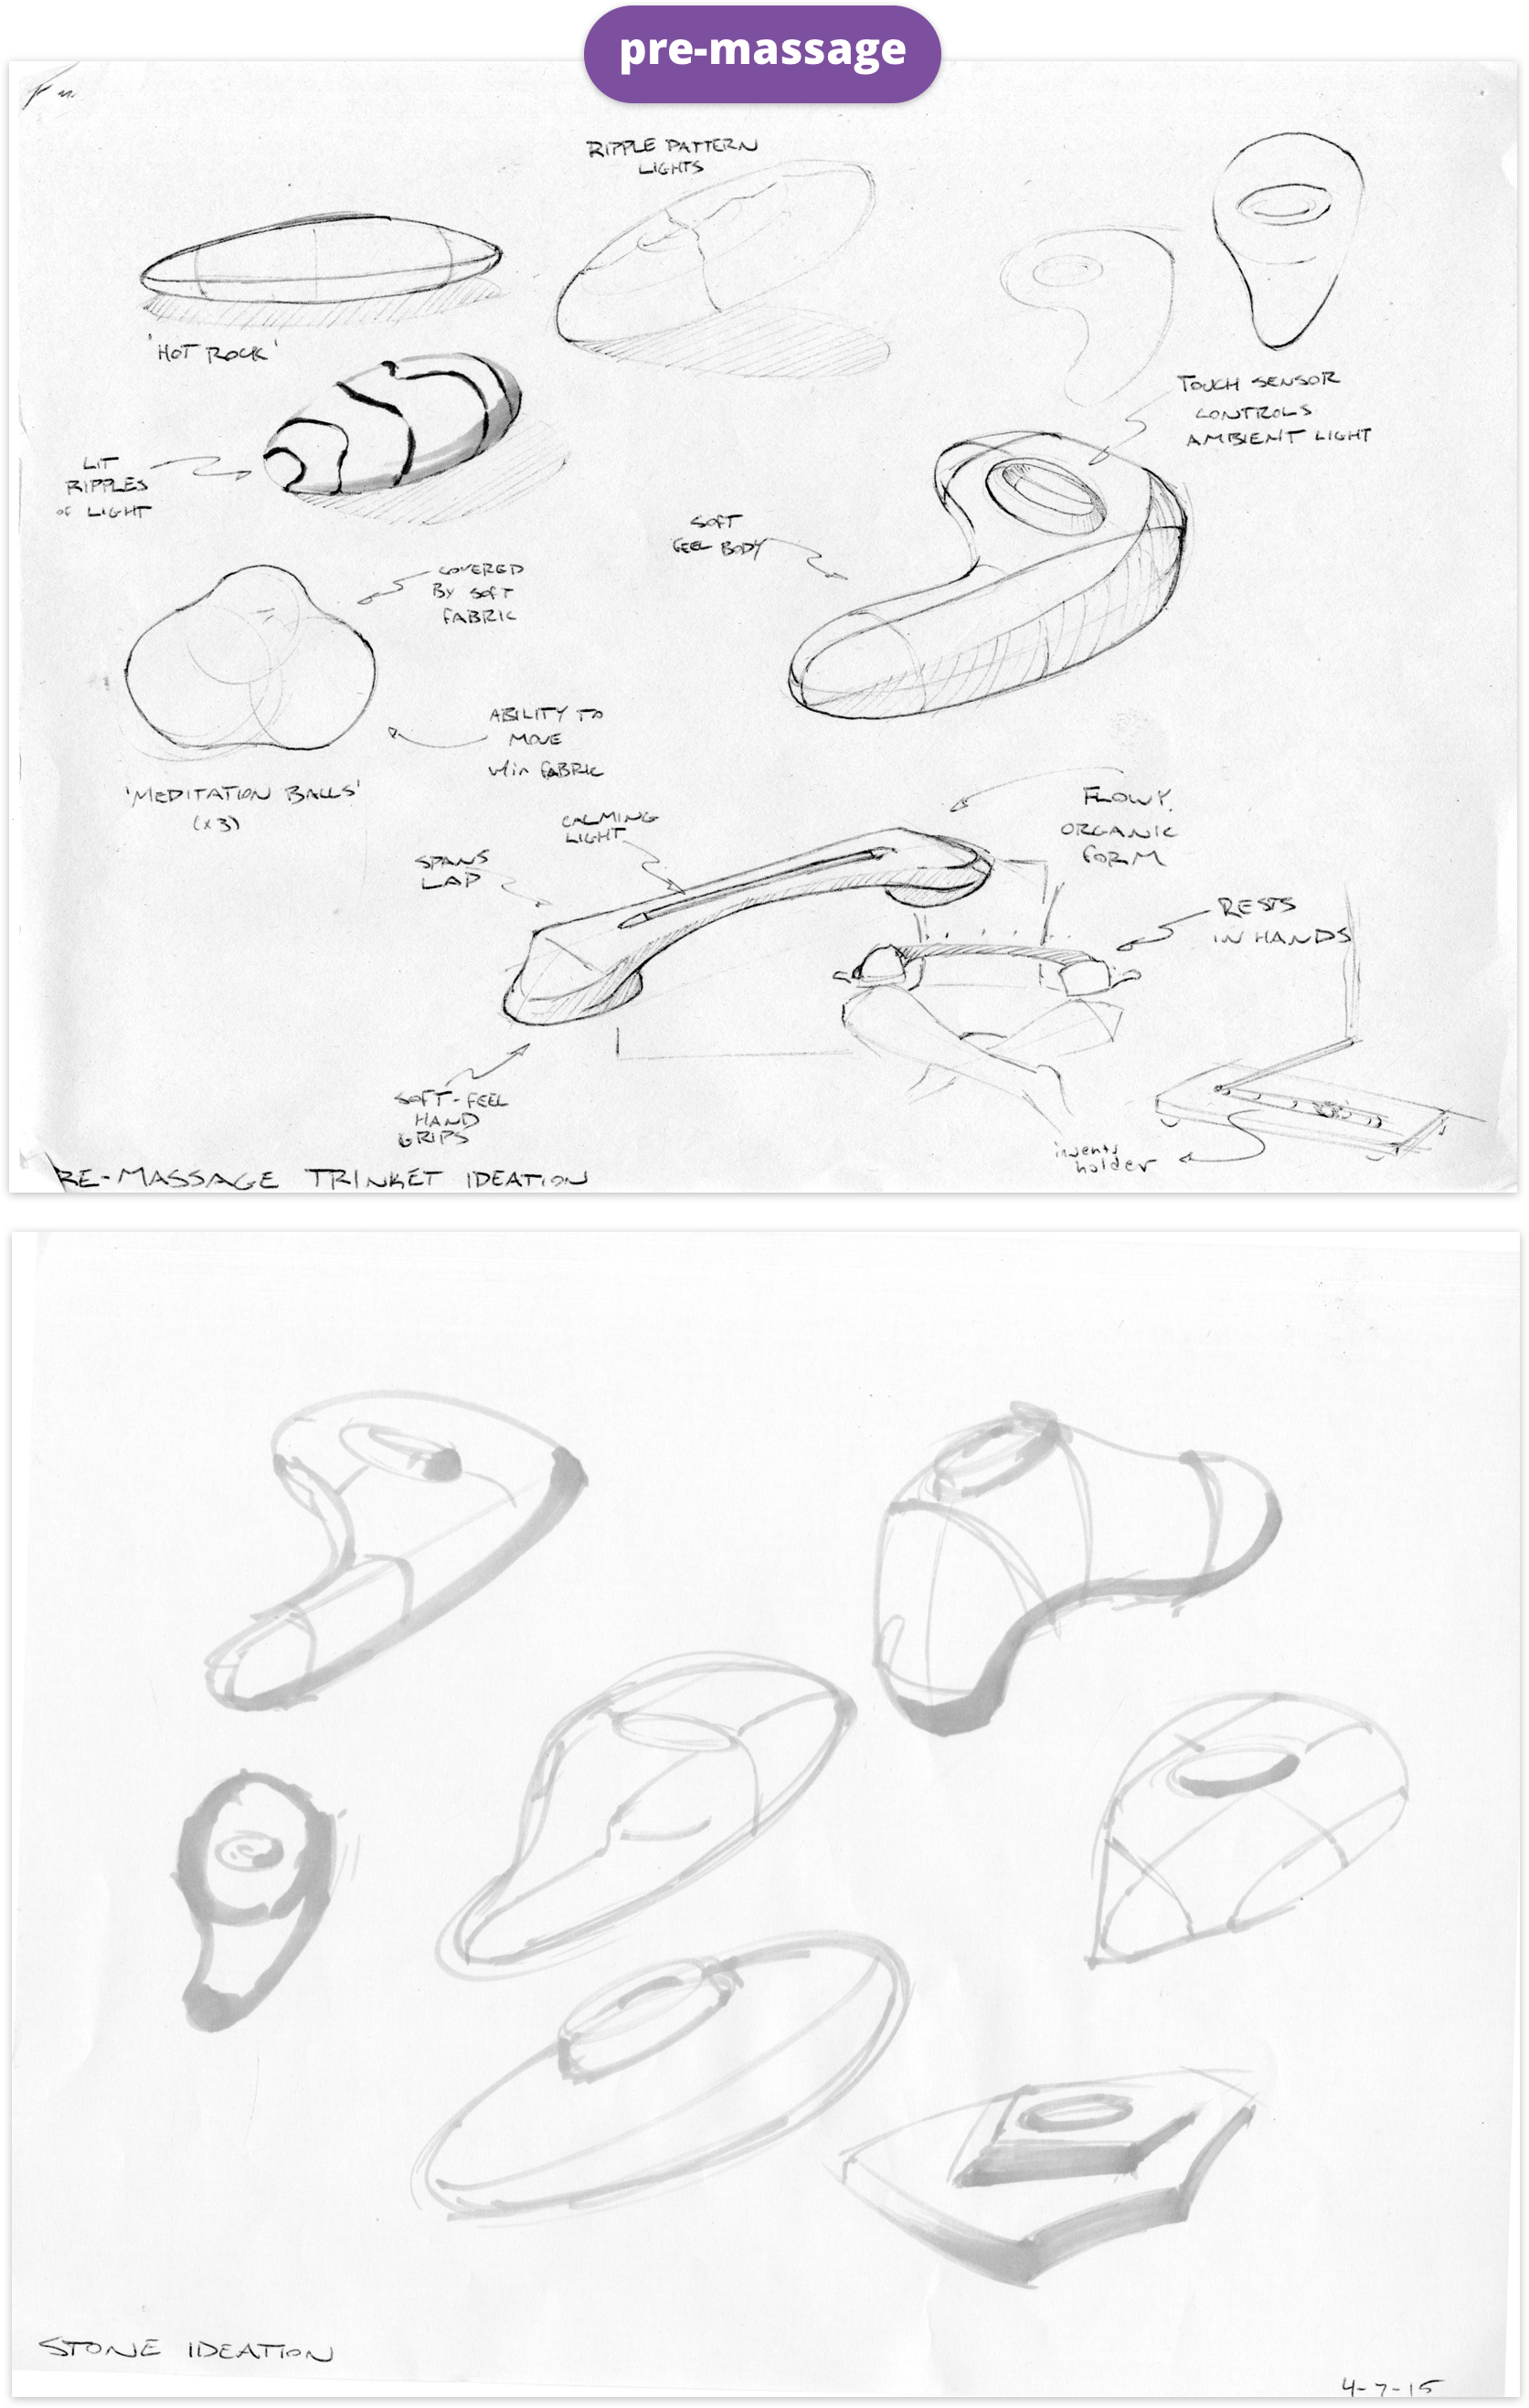 pre-massage
RIPPLE PATTERN
LIGHTS
'HOT ROCK'
TOUCH SENSOR
CONTROLS
AMBIENT LIGHT
LIT
RIPPLES
OF LIGHT
SOFT
FEEL BODY
COVERED
BY SOFT
FABRIC
ABILITY TO
MOVE
w/in FABRIC
'MEDITATION BALLS'
(x3)
CALMING
LIGHT
FLOWY,
ORGANIC
FORM
SPANS
LAP
RESTS
IN HANDS
SOFT-FEEL
HAND
GRIPS
holder
RE-MASSAGE TRINKET IDEATION
STONE IDEATION
4-7-15